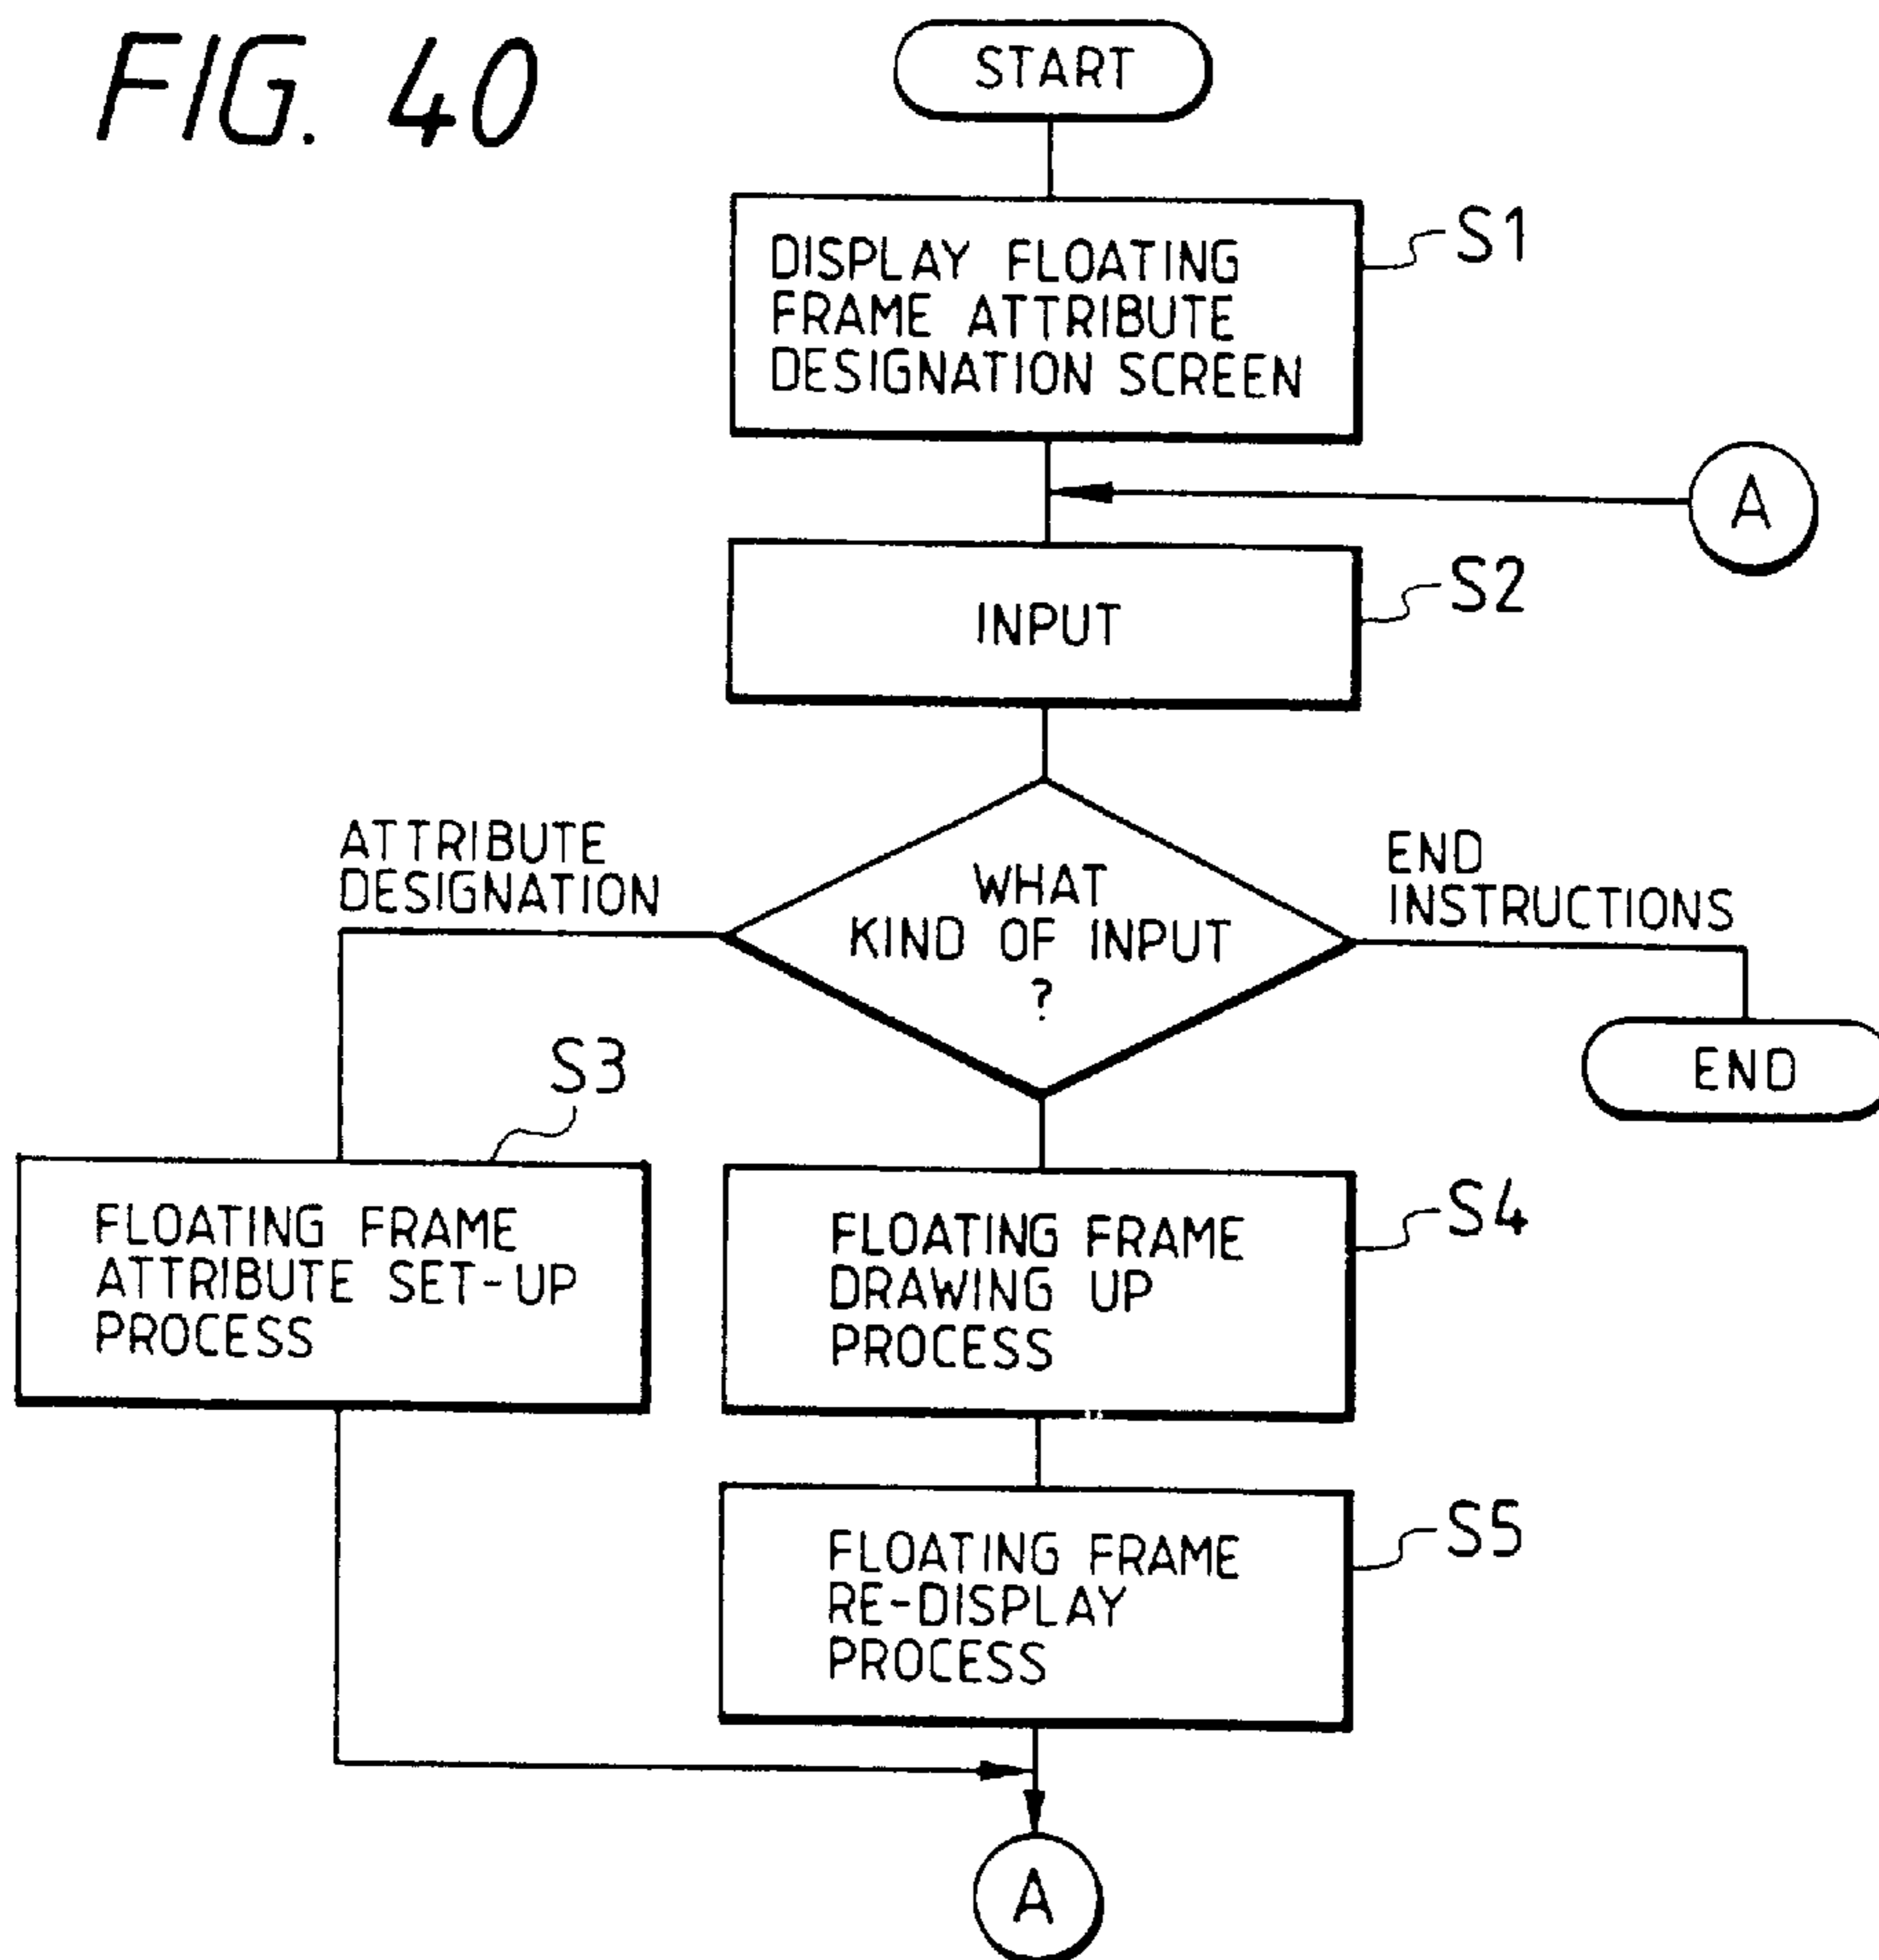 FIG. 40
START
DISPLAY FLOATING
FRAME ATTRIBUTE
DESIGNATION SCREEN
S1
A
INPUT
S2
WHAT
KIND OF INPUT
?
ATTRIBUTE
DESIGNATION
END
INSTRUCTIONS
END
S3
FLOATING FRAME
ATTRIBUTE SET-UP
PROCESS
FLOATING FRAME
DRAWING UP
PROCESS
S4
FLOATING FRAME
RE-DISPLAY
PROCESS
S5
A